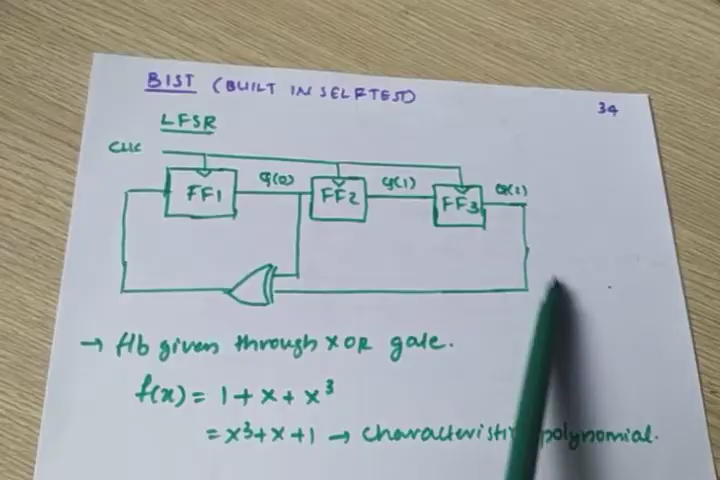 BIST (BUILT IN SELFTEST)
34
LFSR
CLK
FF1
Q(0)
FF2
Q(1)
FF3
Q(2)
→ f/b given through XOR gate.
f(x) = 1 + x + x³
= x³ + x + 1 → characteristi polynomial.